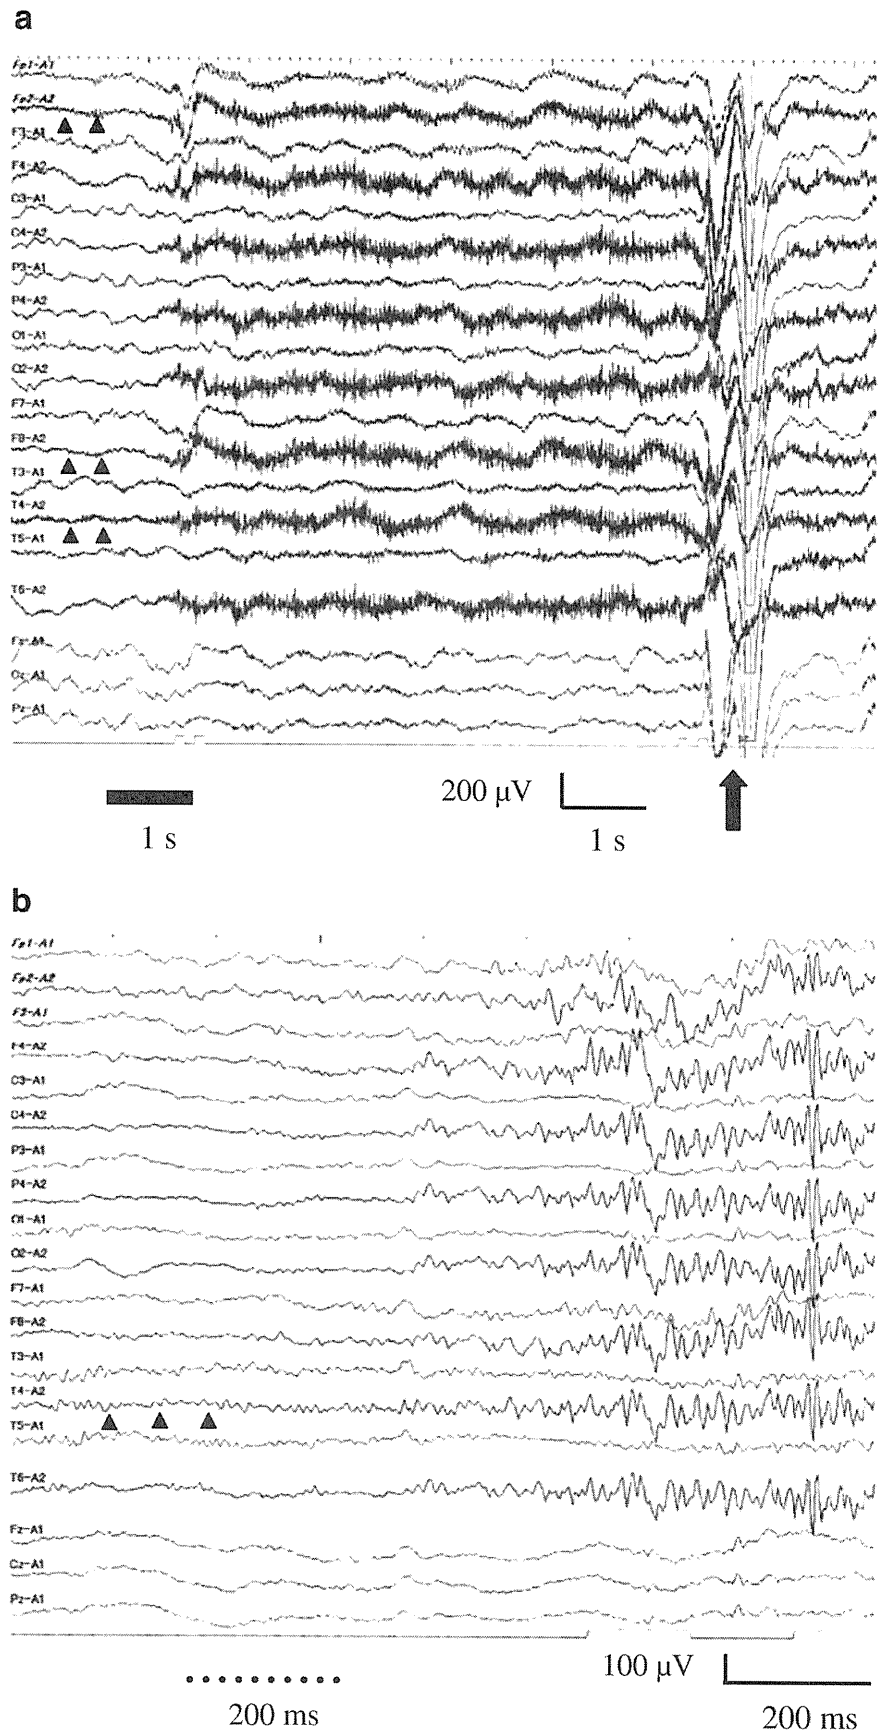 a
Fp1-A1
Fp2-A2
F3-A1
F4-A2
C3-A1
C4-A2
P3-A1
P4-A2
O1-A1
O2-A2
F7-A1
F8-A2
T3-A1
T4-A2
T5-A1
T6-A2
Fz-A1
Cz-A1
Pz-A1
200 μV
1 s
1 s
b
Fp1-A1
Fp2-A2
F3-A1
F4-A2
C3-A1
C4-A2
P3-A1
P4-A2
O1-A1
O2-A2
F7-A1
F8-A2
T3-A1
T4-A2
T5-A1
T6-A2
Fz-A1
Cz-A1
Pz-A1
100 μV
200 ms
200 ms